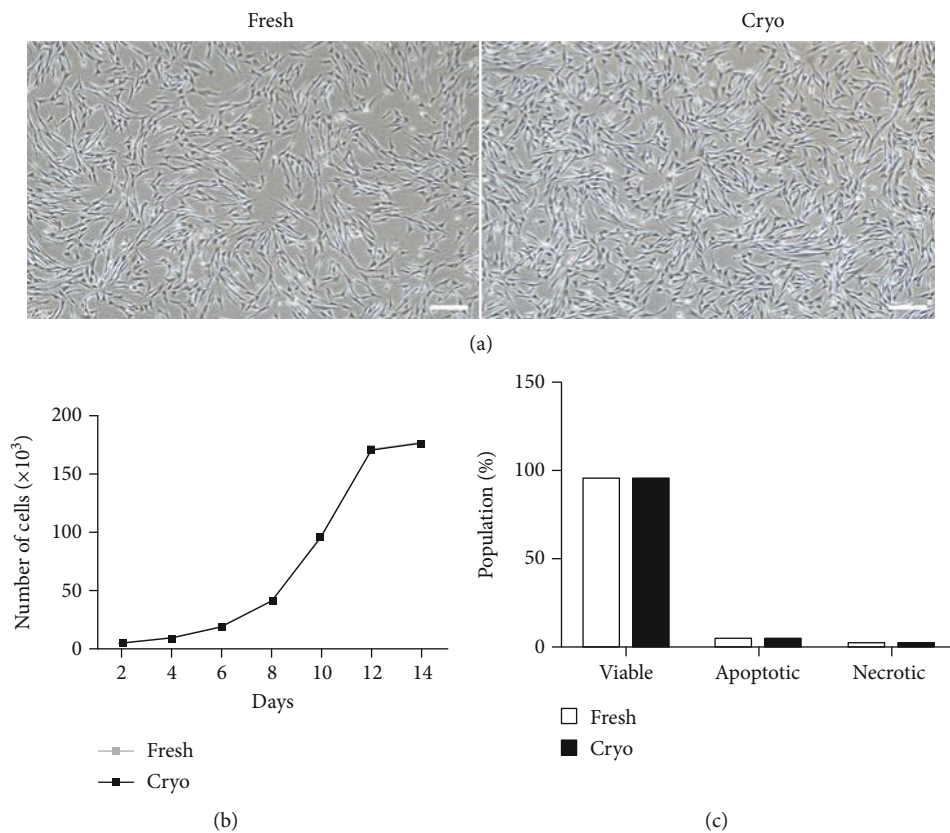 Fresh
Cryo
(a)
Number of cells (×10³)
200
150
100
50
0
2 4 6 8 10 12 14
Days
Fresh
Cryo
(b)
Population (%)
150
100
50
0
Viable Apoptotic Necrotic
Fresh
Cryo
(c)